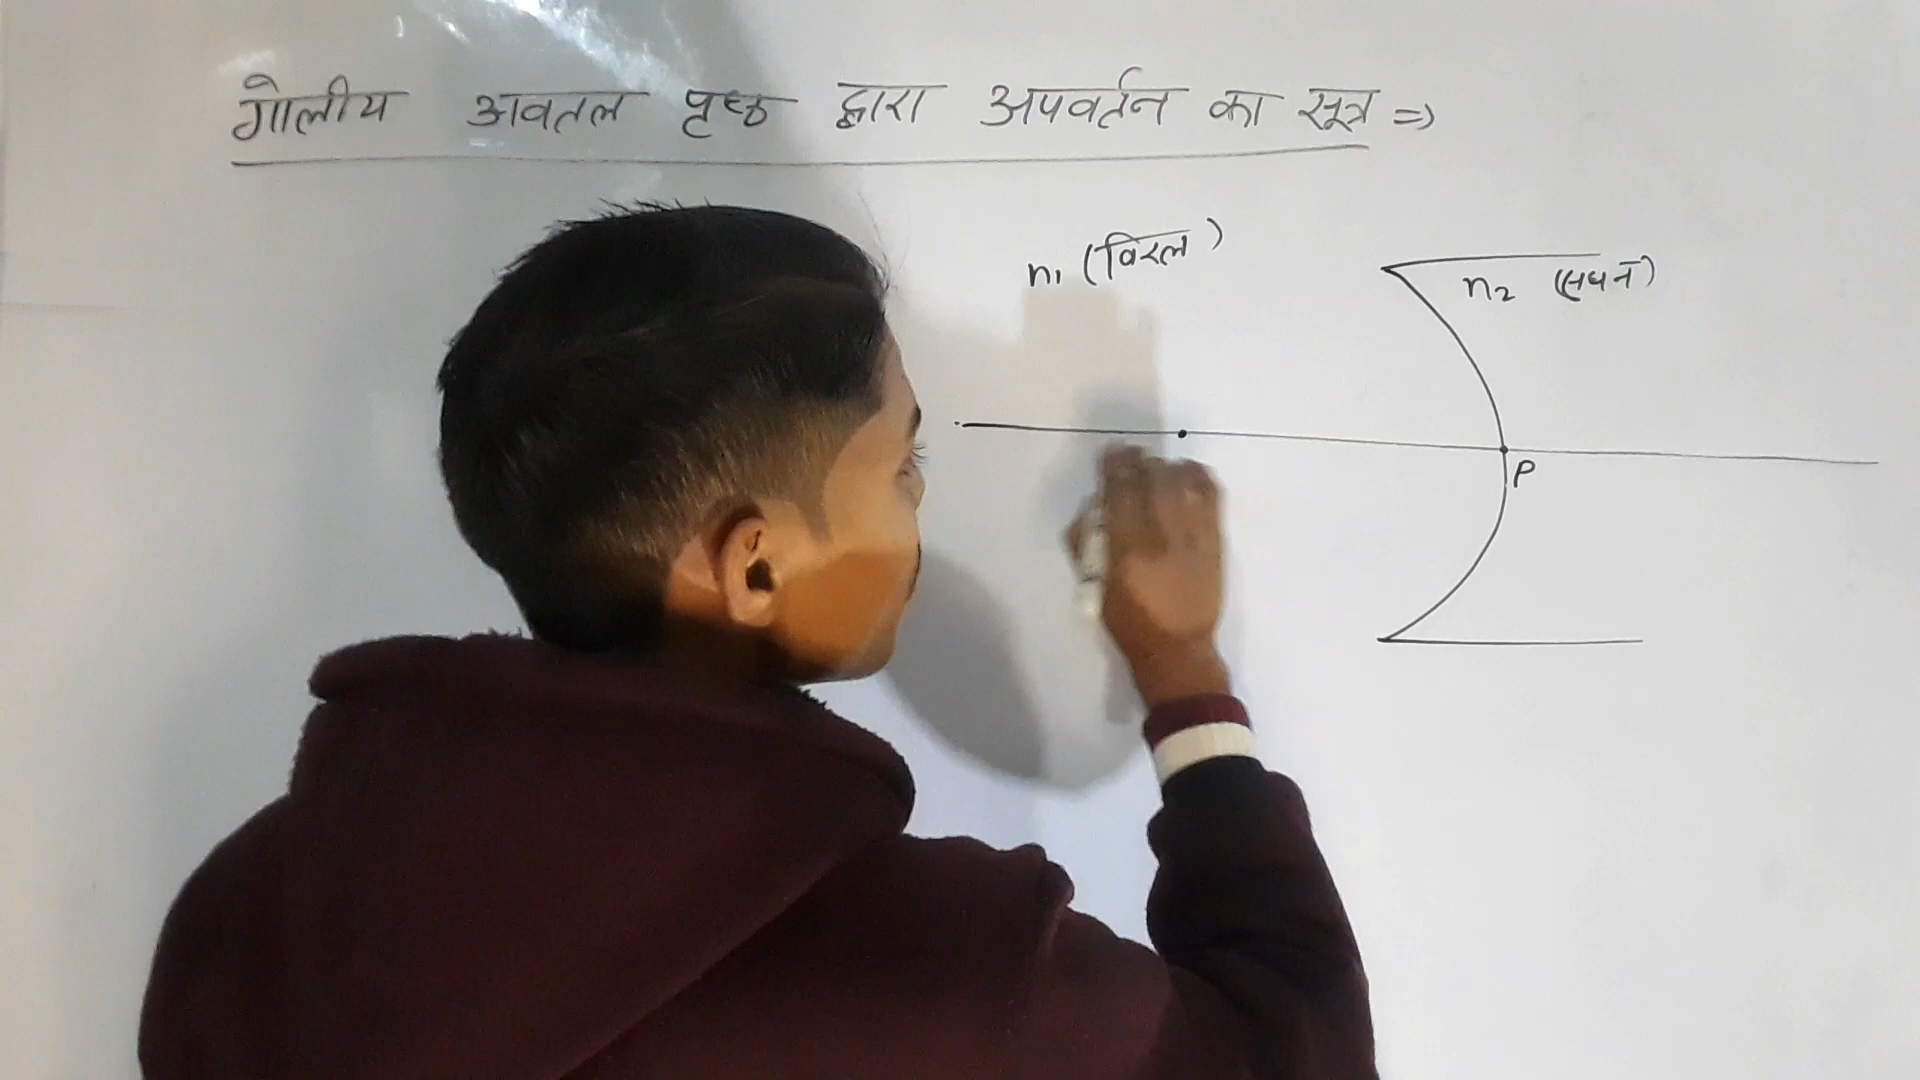 गोलीय अवतल पृष्ठ द्वारा अपवर्तन का सूत्र ⇒
n₁ (विरल)
n₂ (सघन)
P